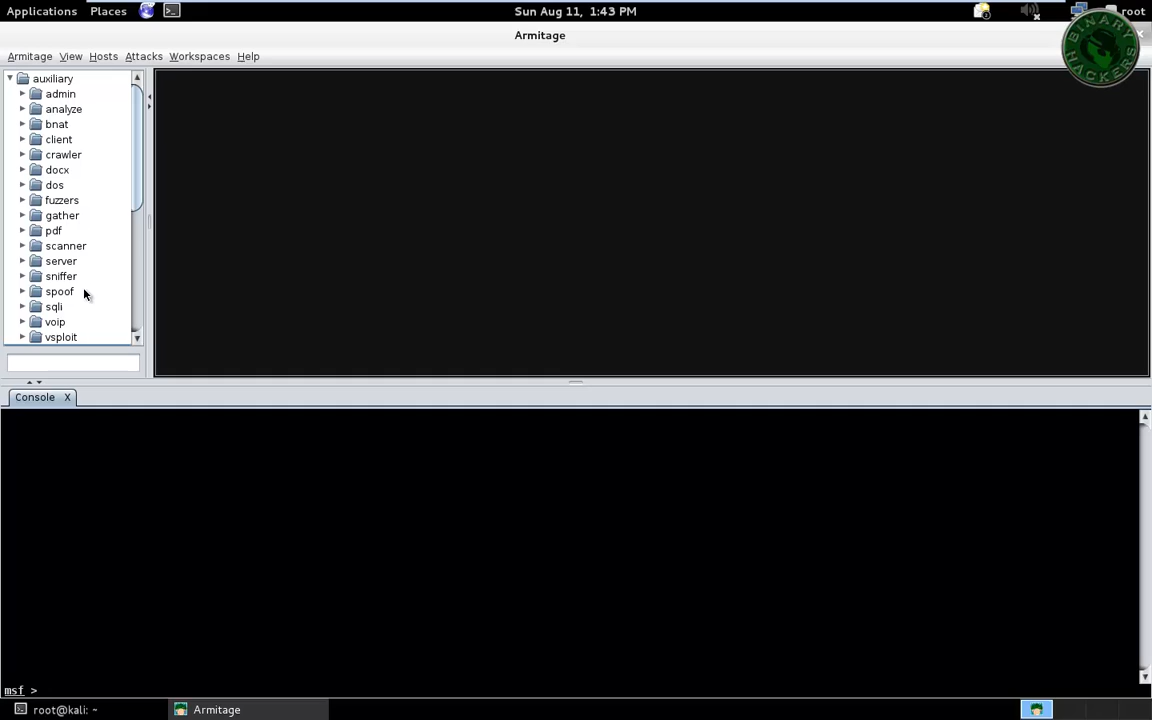 Applications Places Sun Aug 11, 1:43 PM root
Armitage
BINARY HACKERS
Armitage View Hosts Attacks Workspaces Help
auxiliary
admin
analyze
bnat
client
crawler
docx
dos
fuzzers
gather
pdf
scanner
server
sniffer
spoof
sqli
voip
vsploit
Console X
msf >
root@kali: ~ Armitage